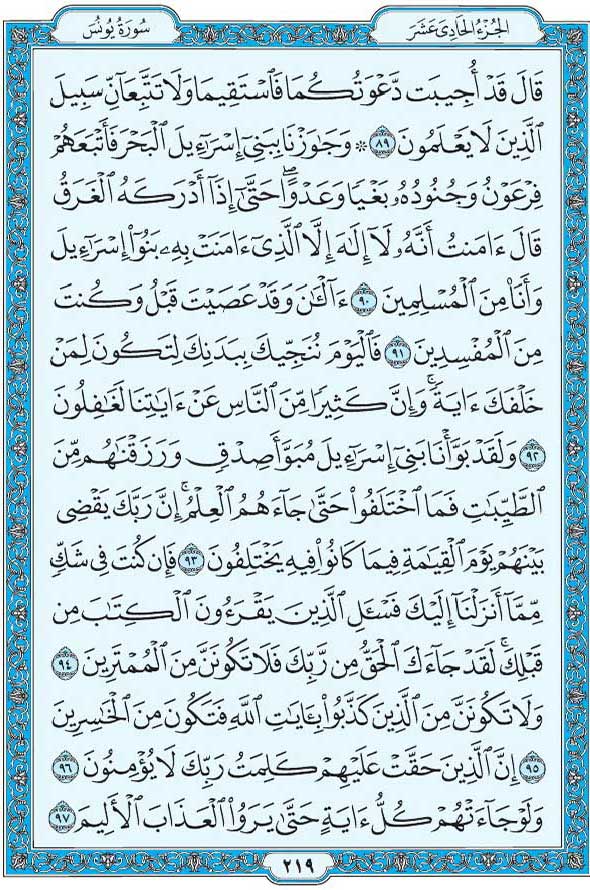 الجُزْءُ الحَادِي عَشَرَ
سُورَةُ يُونُسَ
قَالَ قَدْ أُجِيبَت دَّعْوَتُكُمَا فَٱسْتَقِيمَا وَلَا تَتَّبِعَآنِّ سَبِيلَ
ٱلَّذِينَ لَا يَعْلَمُونَ ٨٩ ۞ وَجَٰوَزْنَا بِبَنِىٓ إِسْرَٰٓءِيلَ ٱلْبَحْرَ فَأَتْبَعَهُمْ
فِرْعَوْنُ وَجُنُودُهُۥ بَغْيًا وَعَدْوًا ۖ حَتَّىٰٓ إِذَآ أَدْرَكَهُ ٱلْغَرَقُ
قَالَ ءَامَنتُ أَنَّهُۥ لَآ إِلَٰهَ إِلَّا ٱلَّذِىٓ ءَامَنَتْ بِهِۦ بَنُوٓا۟ إِسْرَٰٓءِيلَ
وَأَنَا۠ مِنَ ٱلْمُسْلِمِينَ ٩٠ ءَآلْـَٰٔنَ وَقَدْ عَصَيْتَ قَبْلُ وَكُنتَ
مِنَ ٱلْمُفْسِدِينَ ٩١ فَٱلْيَوْمَ نُنَجِّيكَ بِبَدَنِكَ لِتَكُونَ لِمَنْ
خَلْفَكَ ءَايَةً ۚ وَإِنَّ كَثِيرًا مِّنَ ٱلنَّاسِ عَنْ ءَايَٰتِنَا لَغَٰفِلُونَ
٩٢ وَلَقَدْ بَوَّأْنَا بَنِىٓ إِسْرَٰٓءِيلَ مُبَوَّأَ صِدْقٍ وَرَزَقْنَٰهُم مِّنَ
ٱلطَّيِّبَٰتِ فَمَا ٱخْتَلَفُوا۟ حَتَّىٰ جَآءَهُمُ ٱلْعِلْمُ ۚ إِنَّ رَبَّكَ يَقْضِى
بَيْنَهُمْ يَوْمَ ٱلْقِيَٰمَةِ فِيمَا كَانُوا۟ فِيهِ يَخْتَلِفُونَ ٩٣ فَإِن كُنتَ فِى شَكٍّ
مِّمَّآ أَنزَلْنَآ إِلَيْكَ فَسْـَٔلِ ٱلَّذِينَ يَقْرَءُونَ ٱلْكِتَٰبَ مِن
قَبْلِكَ ۚ لَقَدْ جَآءَكَ ٱلْحَقُّ مِن رَّبِّكَ فَلَا تَكُونَنَّ مِنَ ٱلْمُمْتَرِينَ ٩٤
وَلَا تَكُونَنَّ مِنَ ٱلَّذِينَ كَذَّبُوا۟ بِـَٔايَٰتِ ٱللَّهِ فَتَكُونَ مِنَ ٱلْخَٰسِرِينَ
٩٥ إِنَّ ٱلَّذِينَ حَقَّتْ عَلَيْهِمْ كَلِمَتُ رَبِّكَ لَا يُؤْمِنُونَ ٩٦
وَلَوْ جَآءَتْهُمْ كُلُّ ءَايَةٍ حَتَّىٰ يَرَوُا۟ ٱلْعَذَابَ ٱلْأَلِيمَ ٩٧
٢١٩